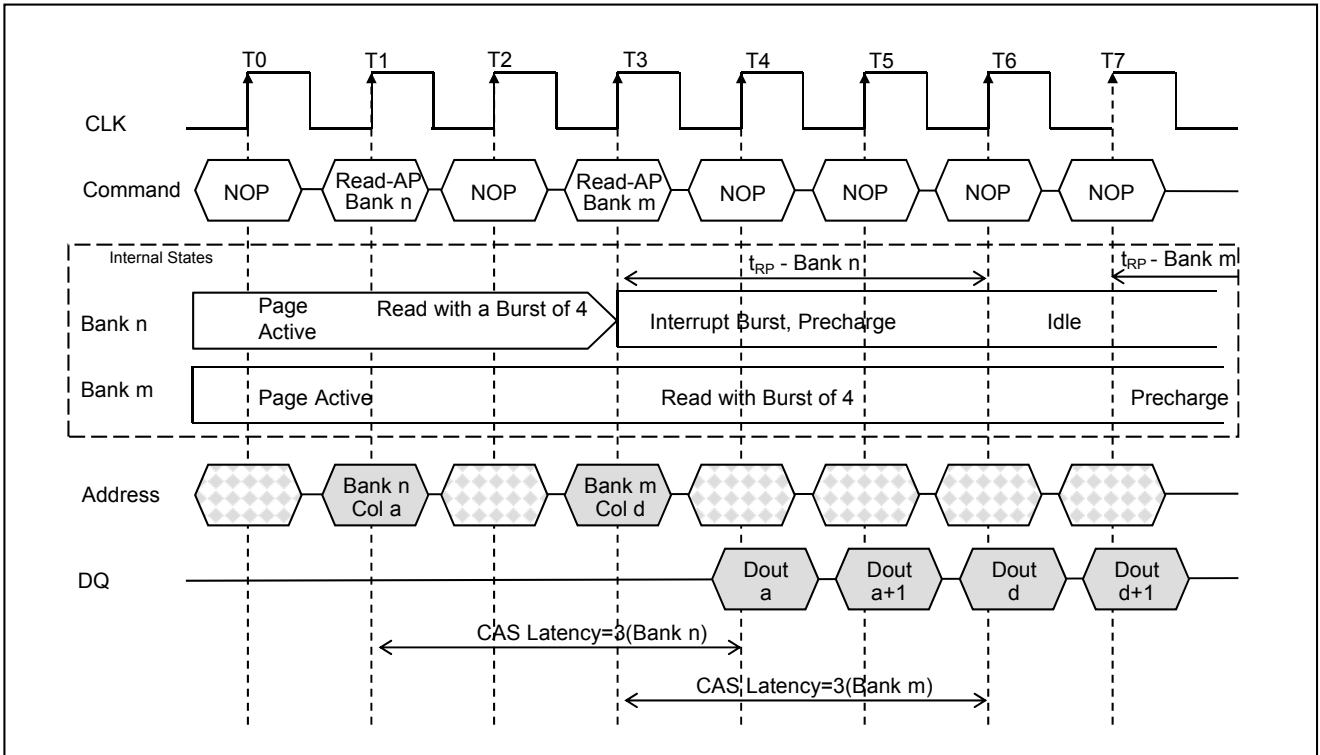 T0 T1 T2 T3 T4 T5 T6 T7
CLK
Command
NOP
Read-AP
Bank n
NOP
Read-AP
Bank m
NOP
NOP
NOP
NOP
Internal States
tRP - Bank n
tRP - Bank m
Bank n
Page
Active
Read with a Burst of 4
Interrupt Burst, Precharge
Idle
Bank m
Page Active
Read with Burst of 4
Precharge
Address
Bank n
Col a
Bank m
Col d
DQ
Dout
a
Dout
a+1
Dout
d
Dout
d+1
CAS Latency=3(Bank n)
CAS Latency=3(Bank m)